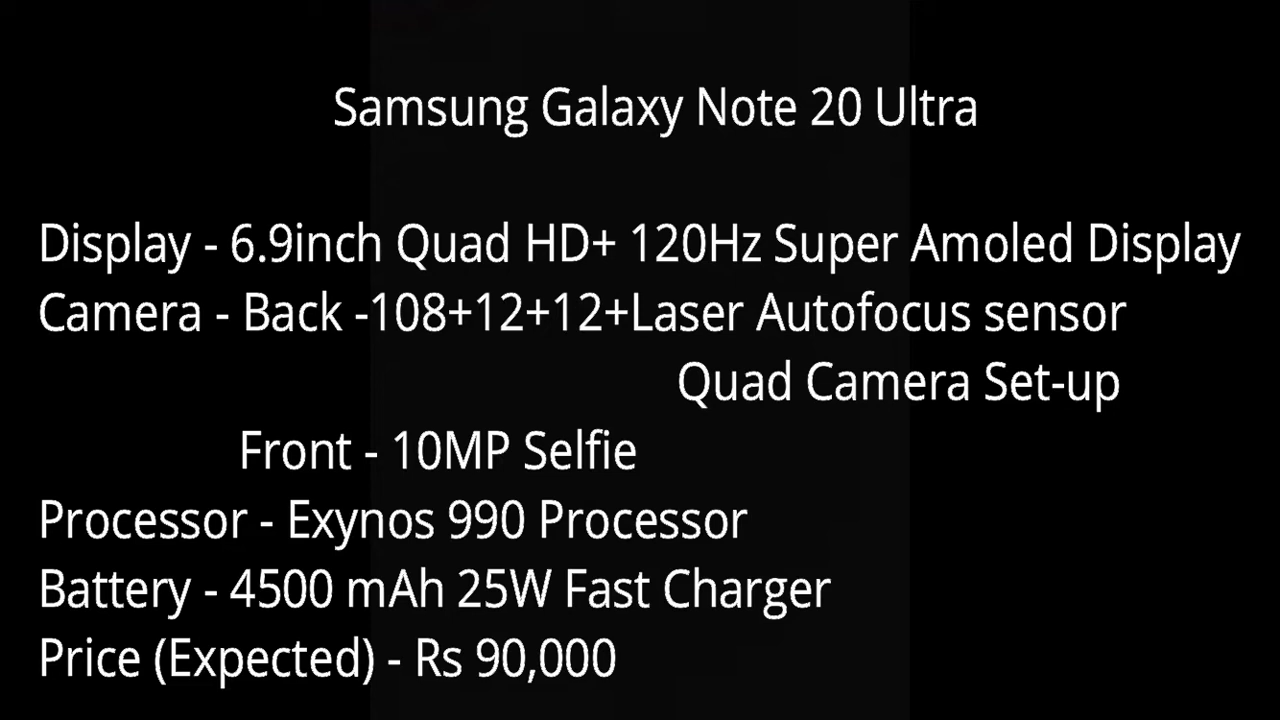 Samsung Galaxy Note 20 Ultra
Display - 6.9inch Quad HD+ 120Hz Super Amoled Display
Camera - Back -108+12+12+Laser Autofocus sensor
Quad Camera Set-up
Front - 10MP Selfie
Processor - Exynos 990 Processor
Battery - 4500 mAh 25W Fast Charger
Price (Expected) - Rs 90,000